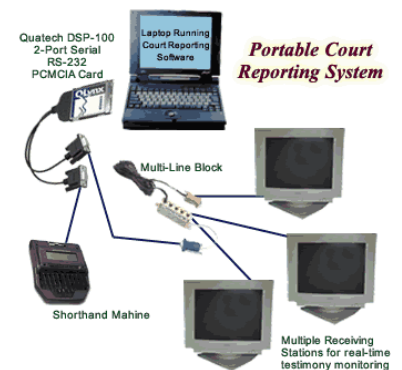 Quatech DSP-100
2-Port Serial
RS-232
PCMCIA Card
Laptop Running
Court Reporting
Software
Portable Court
Reporting System
QLynx
Multi-Line Block
Shorthand Mahine
Multiple Receiving
Stations for real-time
testimony monitoring